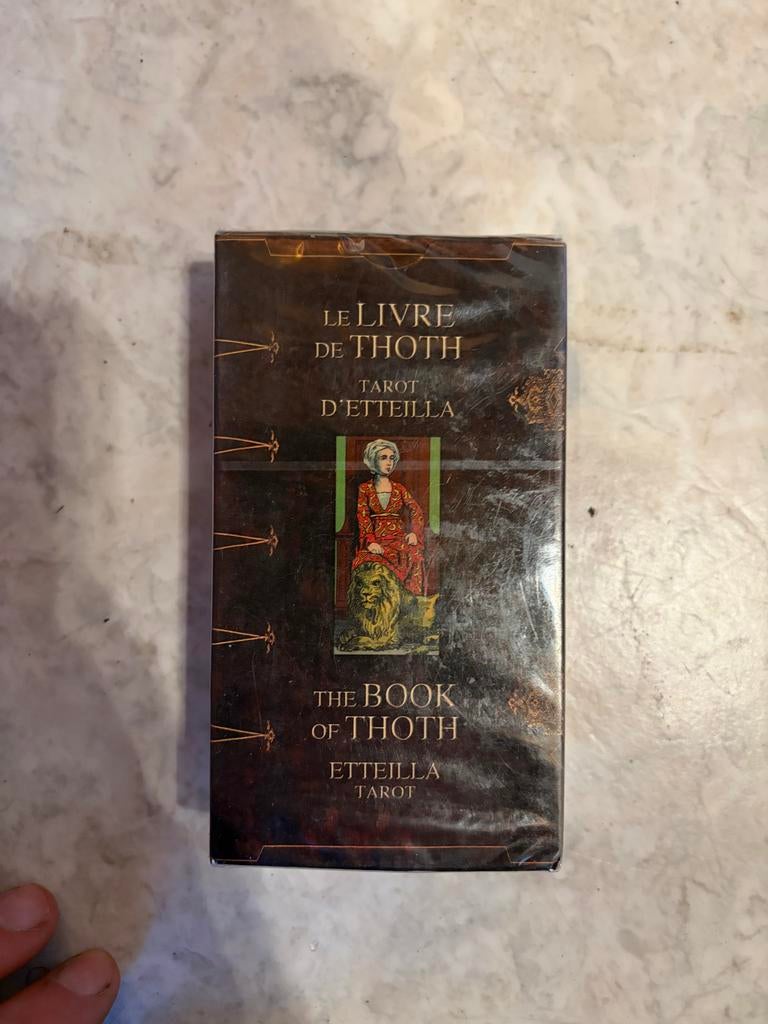 LE LIVRE
DE THOTH
TAROT
D'ETTEILLA
THE BOOK
OF THOTH
ETTEILLA
TAROT